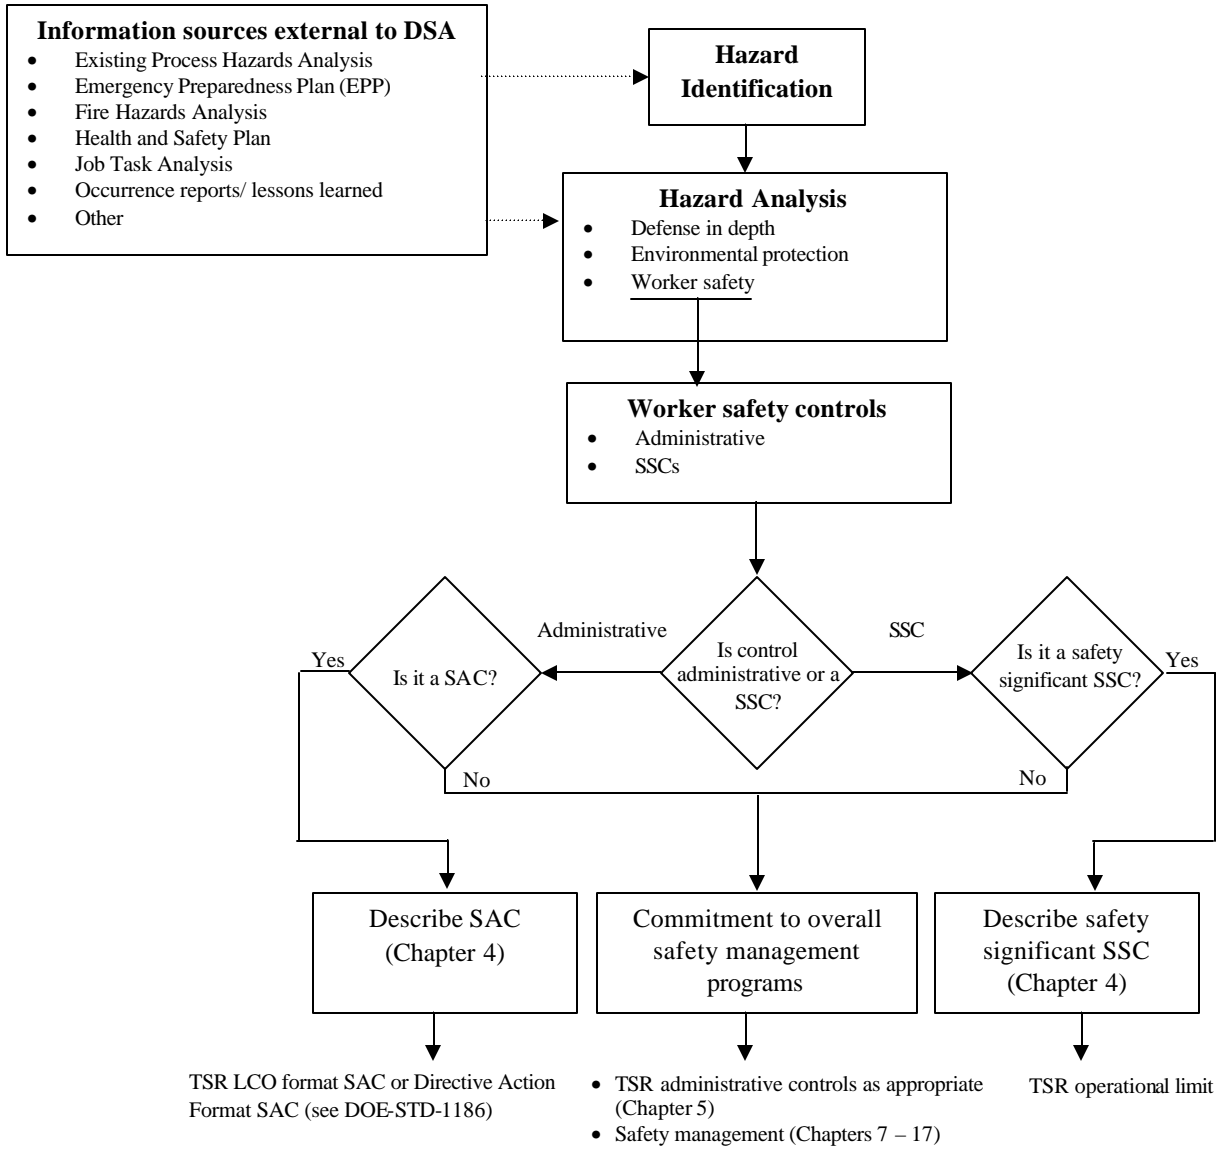 Information sources external to DSA
• Existing Process Hazards Analysis
• Emergency Preparedness Plan (EPP)
• Fire Hazards Analysis
• Health and Safety Plan
• Job Task Analysis
• Occurrence reports/ lessons learned
• Other
Hazard
Identification
Hazard Analysis
• Defense in depth
• Environmental protection
• Worker safety
Worker safety controls
• Administrative
• SSCs
Is control
administrative or a
SSC?
Administrative
SSC
Is it a SAC?
Yes
No
Is it a safety
significant SSC?
Yes
No
Describe SAC
(Chapter 4)
Commitment to overall
safety management
programs
Describe safety
significant SSC
(Chapter 4)
TSR LCO format SAC or Directive Action
Format SAC (see DOE-STD-1186)
• TSR administrative controls as appropriate
(Chapter 5)
• Safety management (Chapters 7 – 17)
TSR operational limit